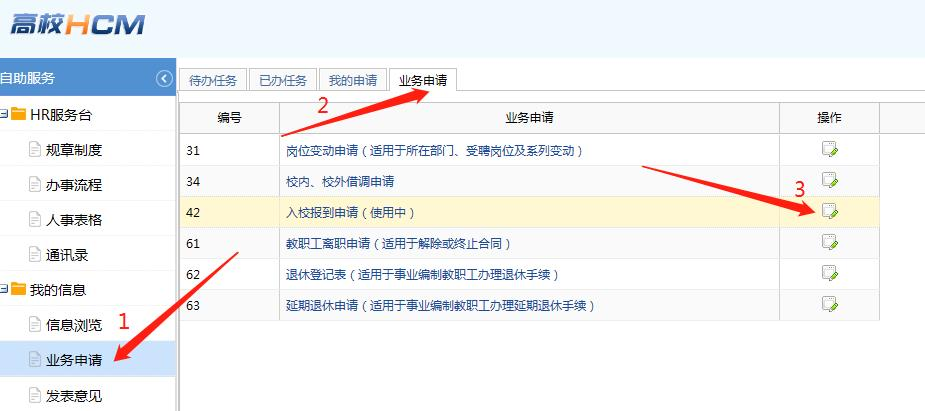 高校HCM
自助服务
HR服务台
规章制度
办事流程
人事表格
通讯录
我的信息
信息浏览
业务申请
发表意见
待办任务 已办任务 我的申请 业务申请
编号 业务申请 操作
31 岗位变动申请（适用于所在部门、受聘岗位及系列变动）
34 校内、校外借调申请
42 入校报到申请（使用中）
61 教职工离职申请（适用于解除或终止合同）
62 退休登记表（适用于事业编制教职工办理退休手续）
63 延期退休申请（适用于事业编制教职工办理延期退休手续）
1
2
3